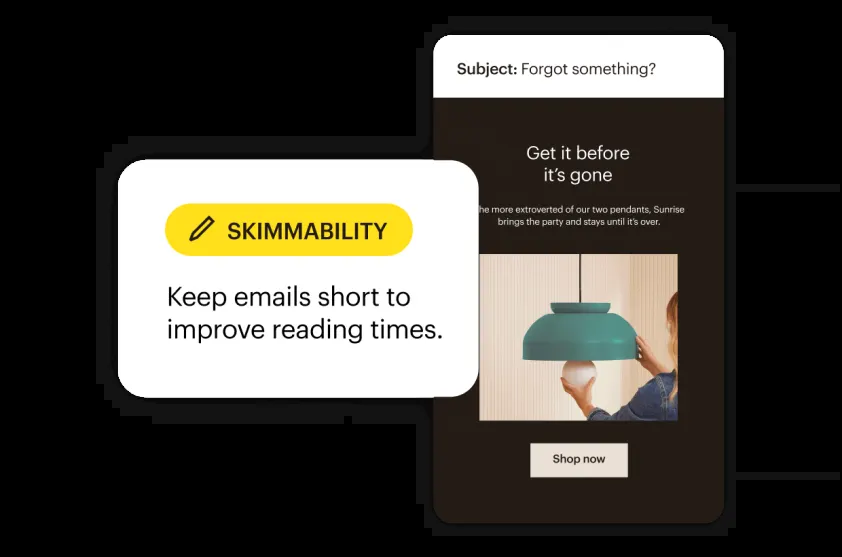 Subject: Forgot something?
Get it before
it's gone
he more extroverted of our two pendants, Sunrise
brings the party and stays until it's over.
Shop now
SKIMMABILITY
Keep emails short to
improve reading times.